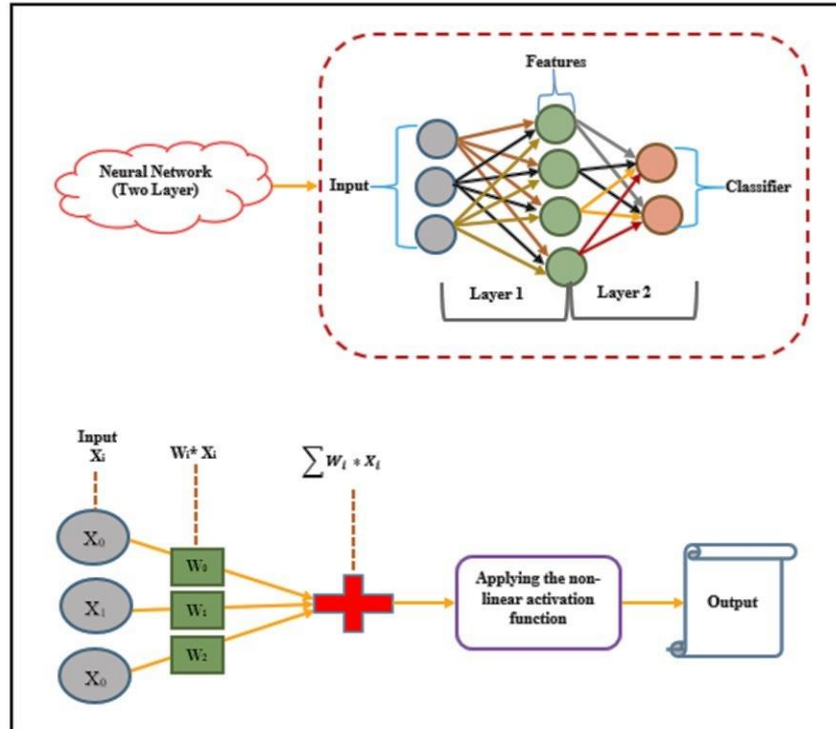 Features
Neural Network
(Two Layer)
Input
Classifier
Layer 1
Layer 2
Input
Xᵢ
Wᵢ* Xᵢ
∑ Wᵢ ∗ Xᵢ
X₀
W₀
X₁
W₁
X₀
W₂
Applying the non-
linear activation
function
Output